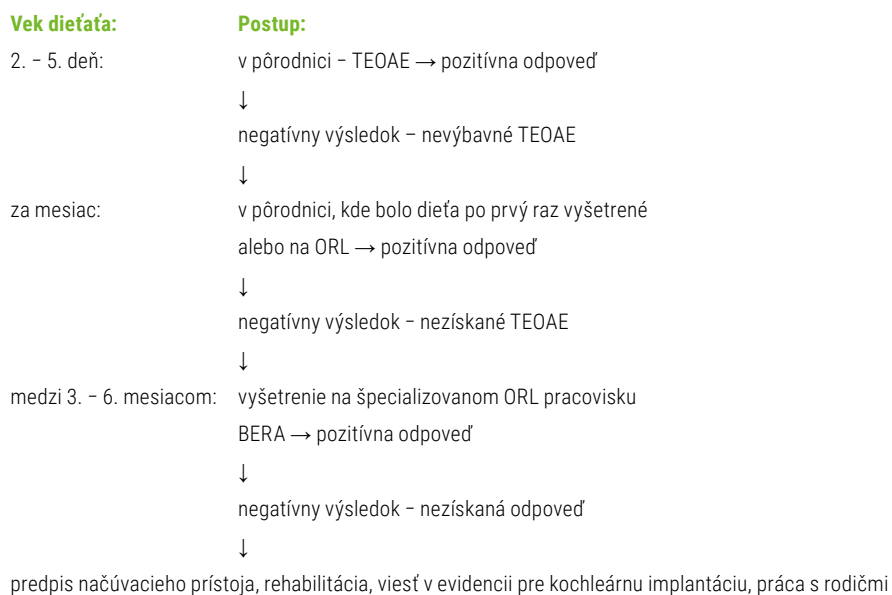 Vek dieťaťa: Postup:
2. – 5. deň: v pôrodnici – TEOAE → pozitívna odpoveď
↓
negatívny výsledok – nevýbavné TEOAE
↓
za mesiac: v pôrodnici, kde bolo dieťa po prvý raz vyšetrené
alebo na ORL → pozitívna odpoveď
↓
negatívny výsledok – nezískané TEOAE
↓
medzi 3. – 6. mesiacom: vyšetrenie na špecializovanom ORL pracovisku
BERA → pozitívna odpoveď
↓
negatívny výsledok – nezískaná odpoveď
↓
predpis načúvacieho prístoja, rehabilitácia, viesť v evidencii pre kochleárnu implantáciu, práca s rodičmi